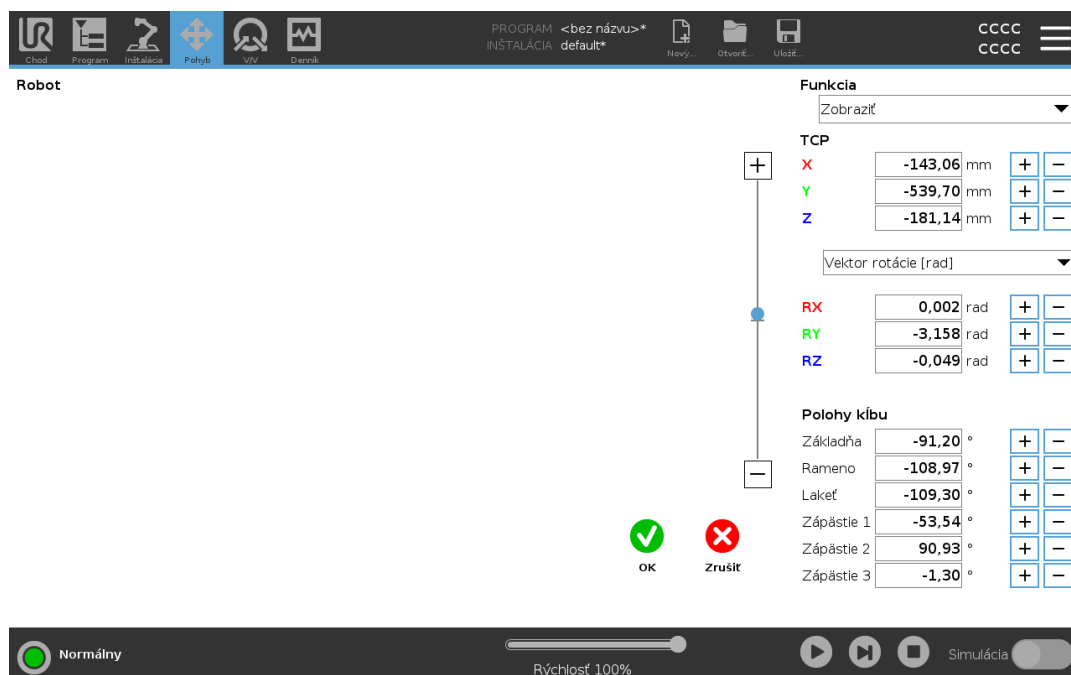 PROGRAM <bez názvu>*
INŠTALÁCIA default*
Chod Program Inštalácia Pohyb V/V Denník Nový... Otvoriť... Uložiť...
cccc
cccc
Robot
Funkcia
Zobraziť
TCP
X -143,06 mm + −
Y -539,70 mm + −
Z -181,14 mm + −
Vektor rotácie [rad]
RX 0,002 rad + −
RY -3,158 rad + −
RZ -0,049 rad + −
Polohy kĺbu
Základňa -91,20 ° + −
Rameno -108,97 ° + −
Lakeť -109,30 ° + −
Zápästie 1 -53,54 ° + −
Zápästie 2 90,93 ° + −
Zápästie 3 -1,30 ° + −
OK Zrušiť
Normálny
Rýchlosť 100%
Simulácia